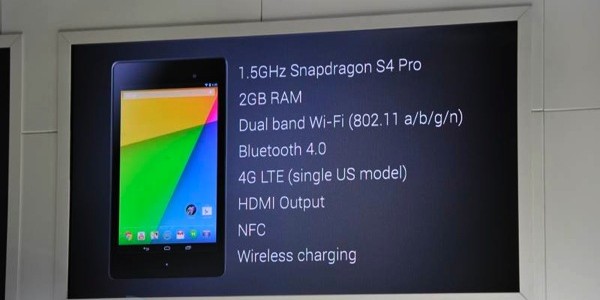 1.5GHz Snapdragon S4 Pro
2GB RAM
Dual band Wi-Fi (802.11 a/b/g/n)
Bluetooth 4.0
4G LTE (single US model)
HDMI Output
NFC
Wireless charging